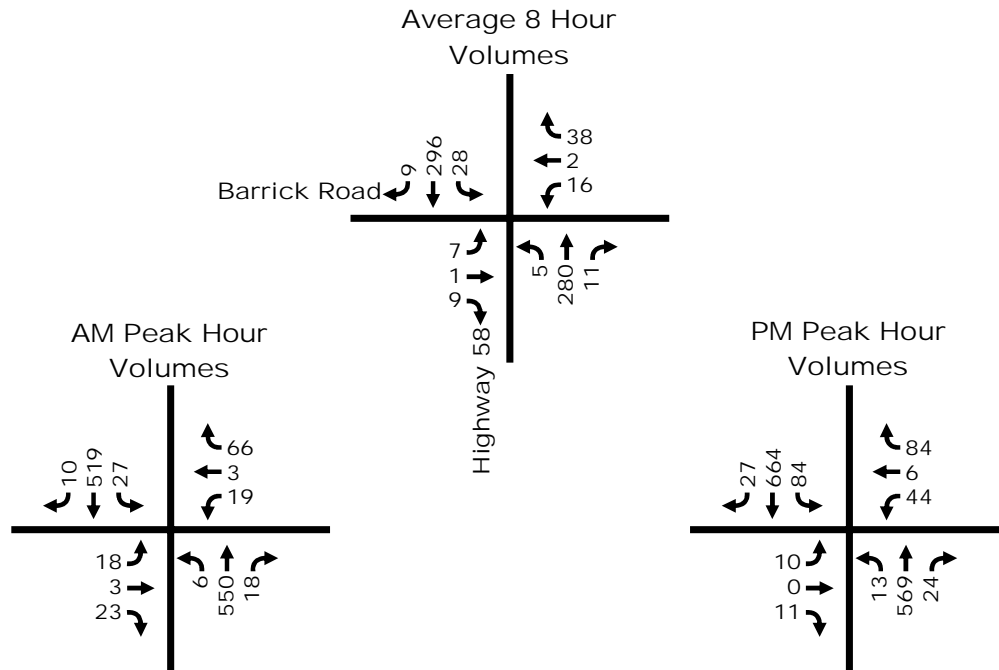 Average 8 Hour
Volumes
9 296 28
38
2
16
Barrick Road
7
1
9
5 280 11
Highway 58
AM Peak Hour
Volumes
10 519 27
66
3
19
18
3
23
6 550 18
PM Peak Hour
Volumes
27 664 84
84
6
44
10
0
11
13 569 24